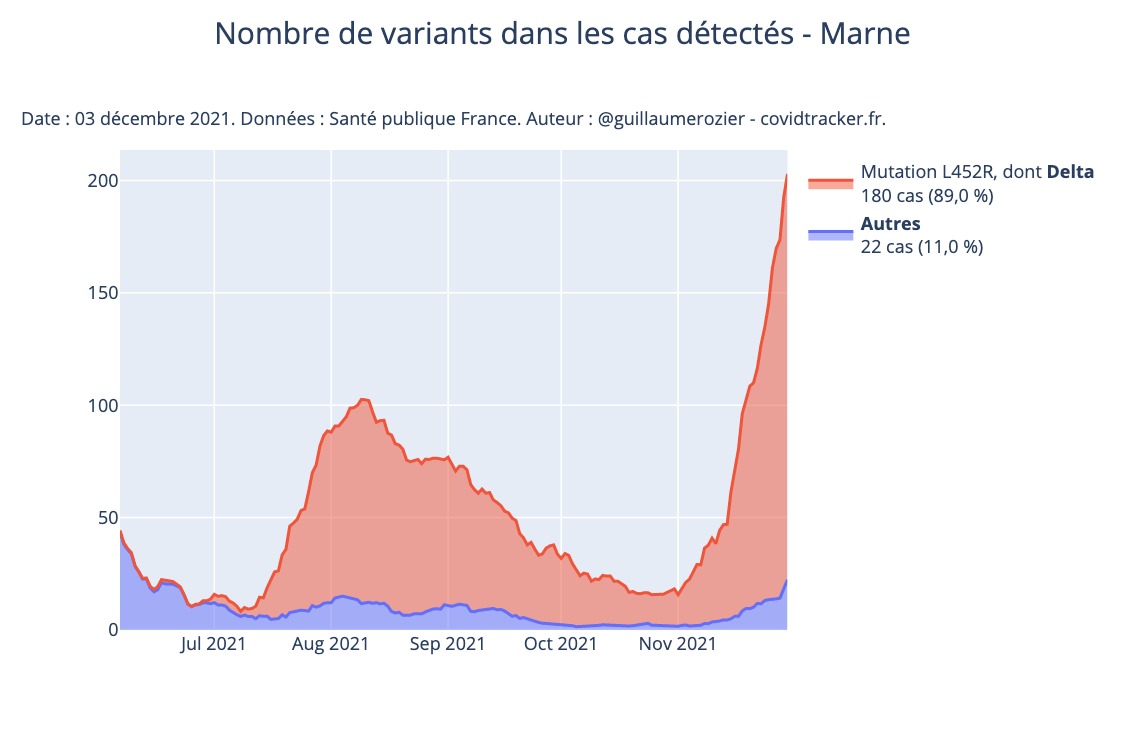 Nombre de variants dans les cas détectés - Marne
Date : 03 décembre 2021. Données : Santé publique France. Auteur : @guillaumerozier - covidtracker.fr.
Mutation L452R, dont Delta
180 cas (89,0 %)
Autres
22 cas (11,0 %)
200
150
100
50
0
Jul 2021 Aug 2021 Sep 2021 Oct 2021 Nov 2021